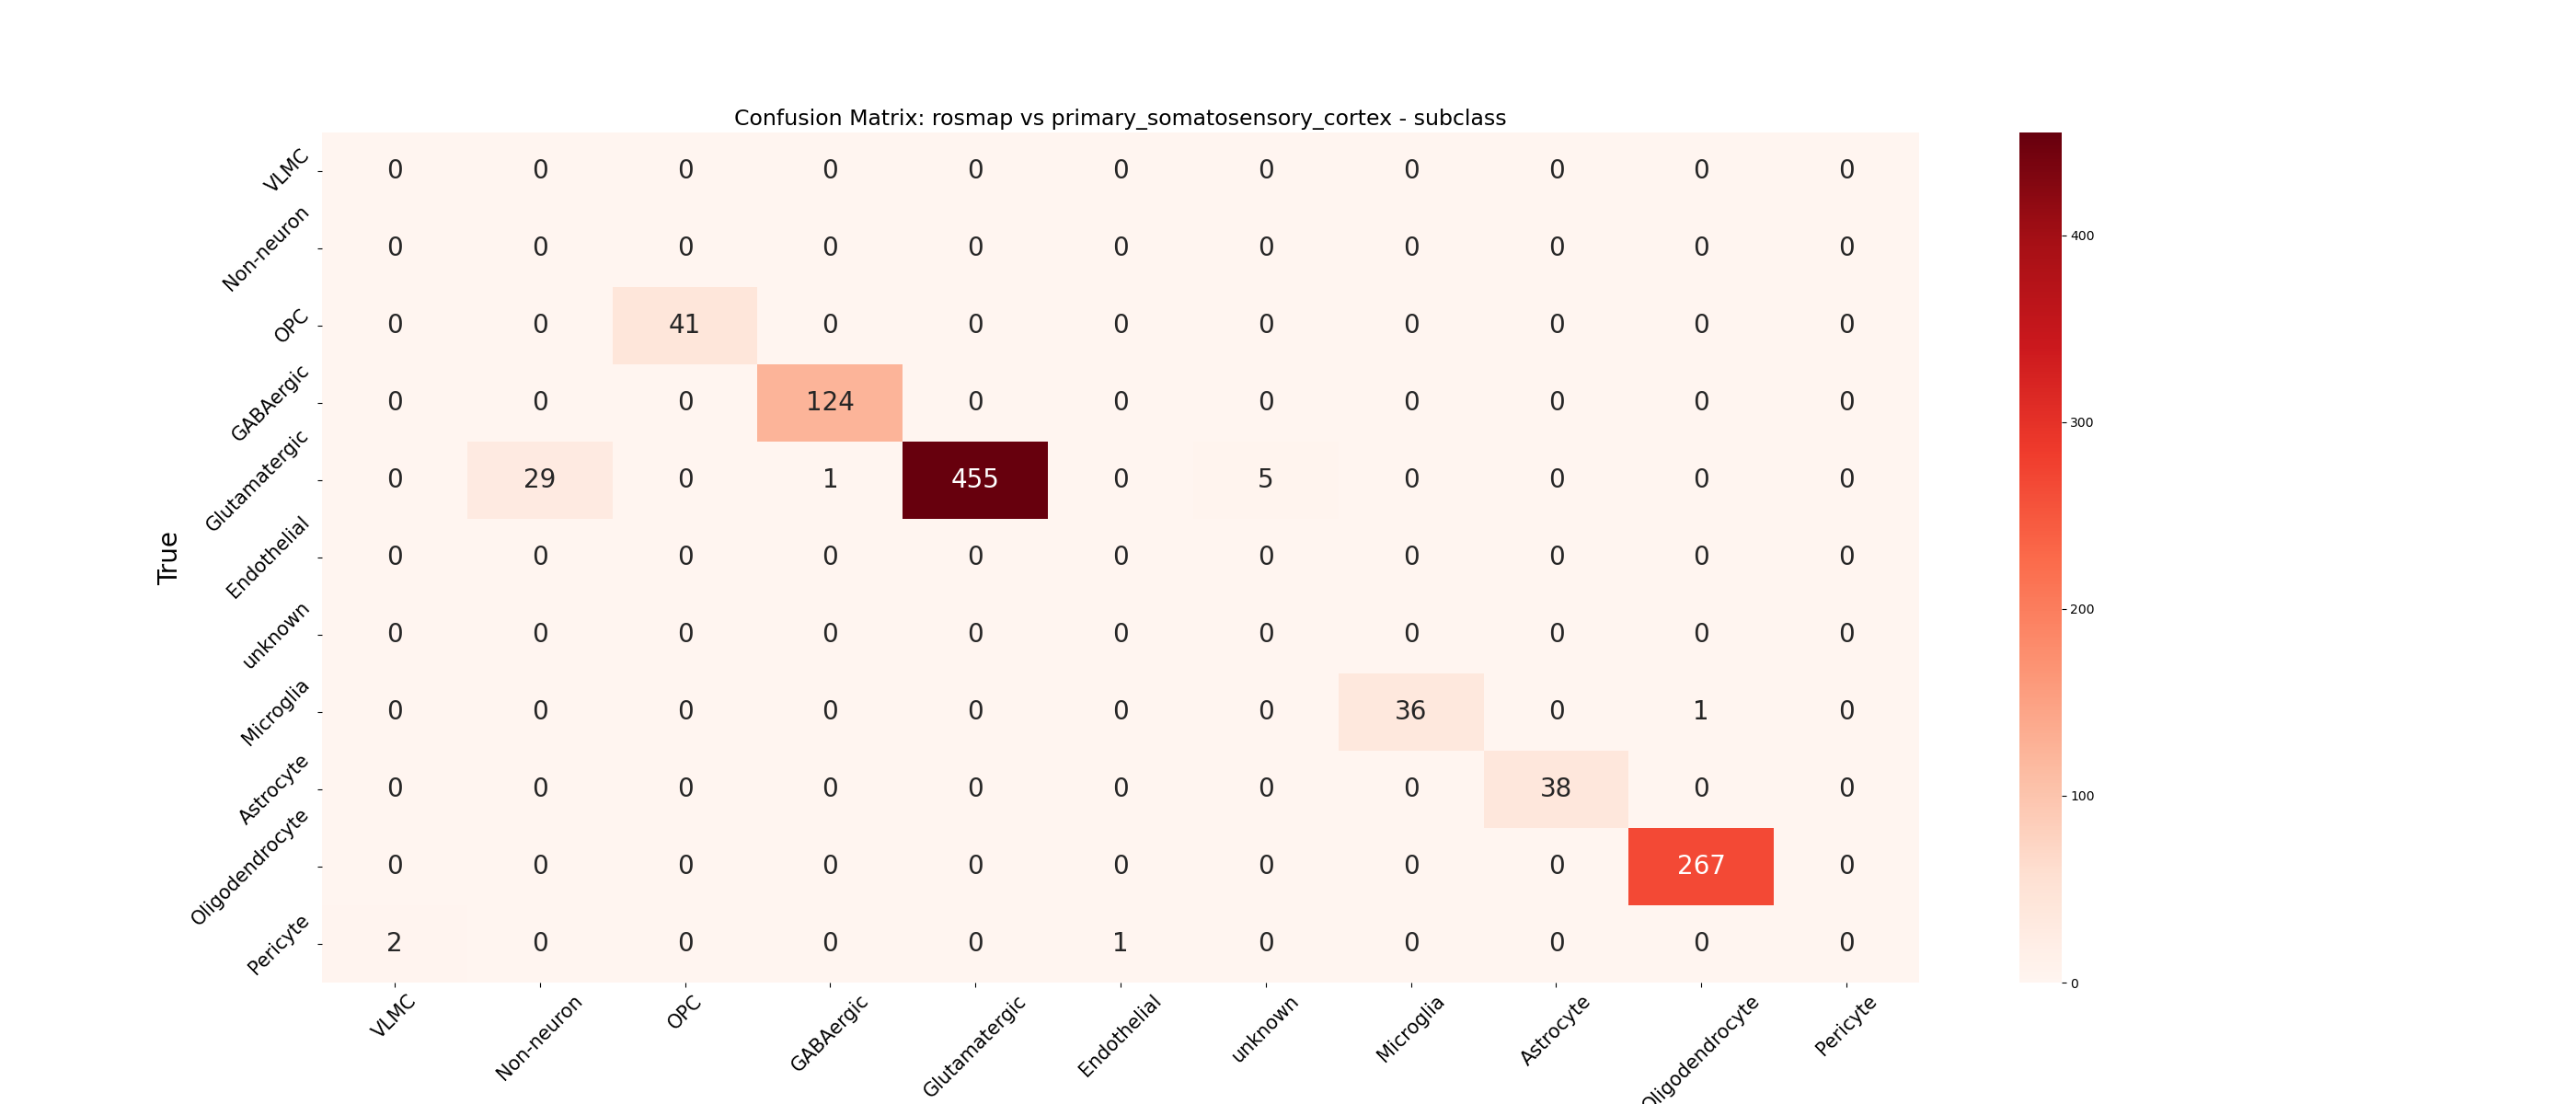 Confusion Matrix: rosmap vs primary_somatosensory_cortex - subclass
True
VLMC 0 0 0 0 0 0 0 0 0 0 0
Non-neuron 0 0 0 0 0 0 0 0 0 0 0
OPC 0 0 41 0 0 0 0 0 0 0 0
GABAergic 0 0 0 124 0 0 0 0 0 0 0
Glutamatergic 0 29 0 1 455 0 5 0 0 0 0
Endothelial 0 0 0 0 0 0 0 0 0 0 0
unknown 0 0 0 0 0 0 0 0 0 0 0
Microglia 0 0 0 0 0 0 0 36 0 1 0
Astrocyte 0 0 0 0 0 0 0 0 38 0 0
Oligodendrocyte 0 0 0 0 0 0 0 0 0 267 0
Pericyte 2 0 0 0 0 1 0 0 0 0 0
VLMC Non-neuron OPC GABAergic Glutamatergic Endothelial unknown Microglia Astrocyte Oligodendrocyte Pericyte
400
300
200
100
0